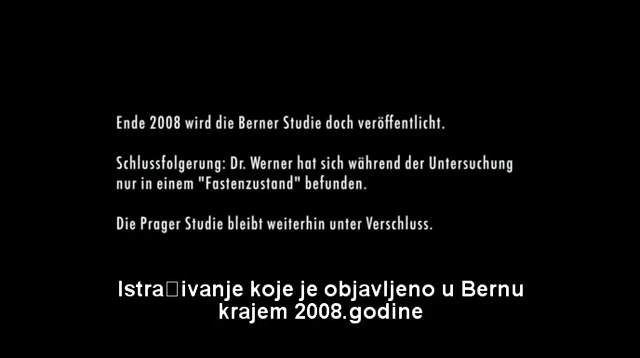 Ende 2008 wird die Berner Studie doch veröffentlicht.
Schlussfolgerung: Dr. Werner hat sich während der Untersuchung
nur in einem "Fastenzustand" befunden.
Die Prager Studie bleibt weiterhin unter Verschluss.
Istra□ivanje koje je objavljeno u Bernu
krajem 2008.godine